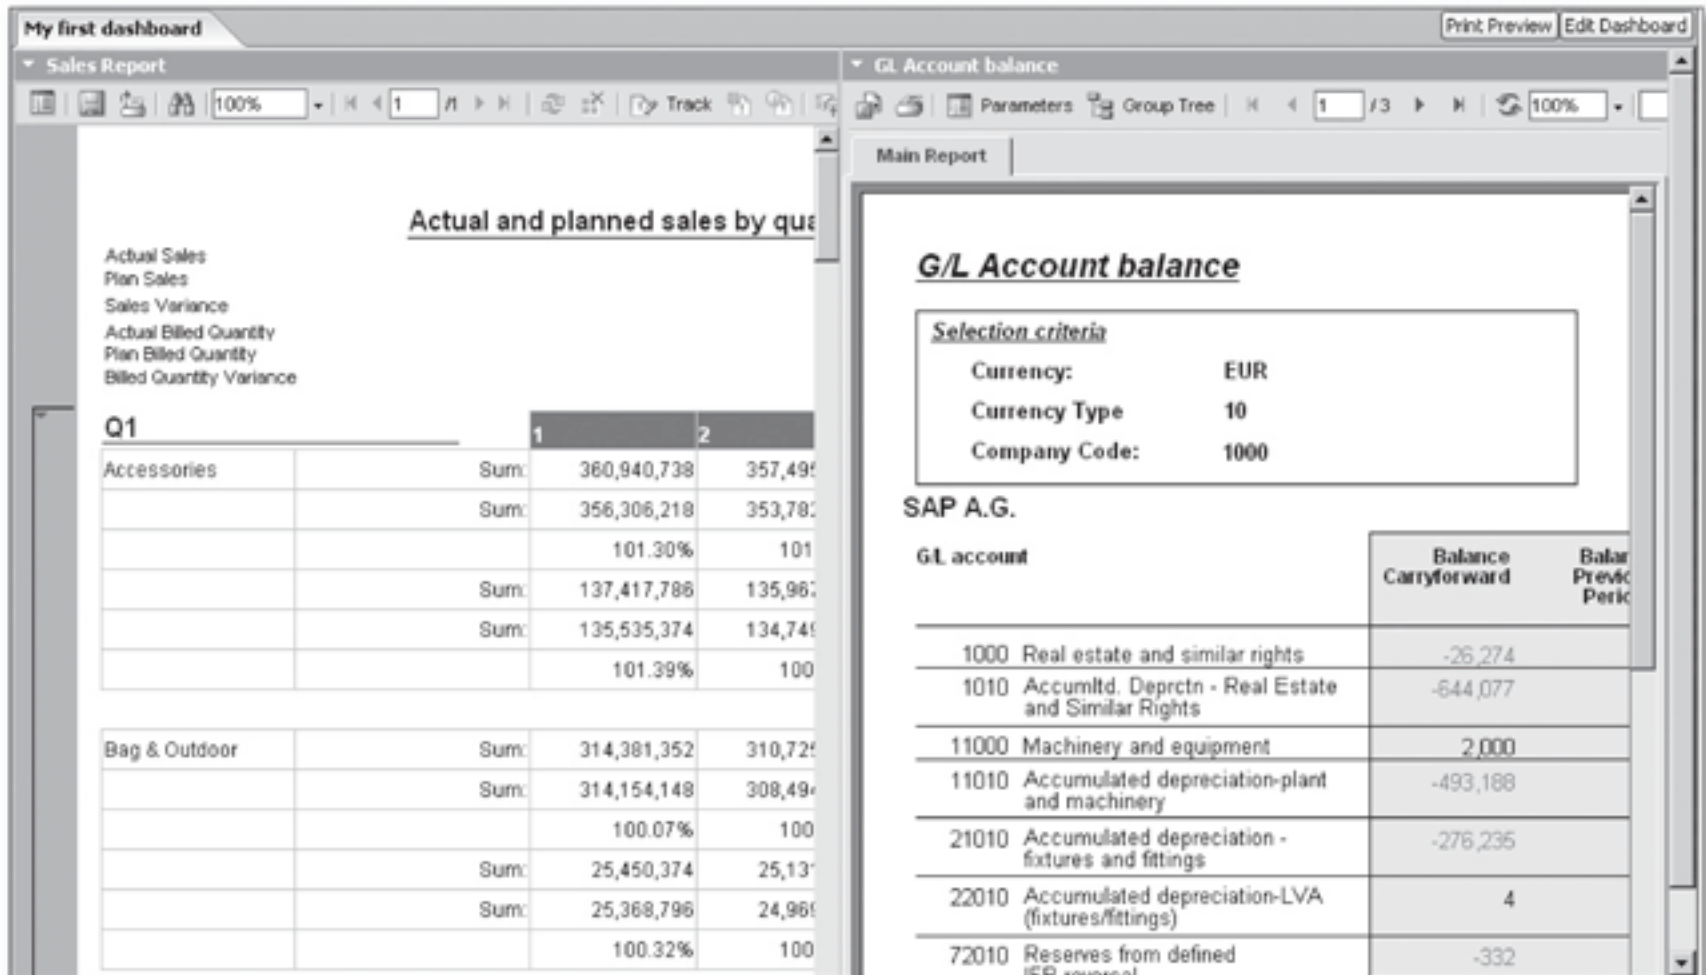 My first dashboard
Print Preview Edit Dashboard
Sales Report
100% 1 /1 Track
Actual and planned sales by
Actual Sales
Plan Sales
Sales Variance
Actual Billed Quantity
Plan Billed Quantity
Billed Quantity Variance
Q1 1 2
Accessories Sum: 360,940,738
Sum: 356,306,218
101.30%
Sum: 137,417,786
Sum: 135,535,374
101.39%
Bag & Outdoor Sum: 314,381,352
Sum: 314,154,148
100.07%
Sum: 25,450,374
Sum: 25,368,796
100.32%
GL Account balance
Parameters Group Tree 1 /3 100%
Main Report
G/L Account balance
Selection criteria
Currency: EUR
Currency Type 10
Company Code: 1000
SAP A.G.
G/L account Balance
Carryforward
1000 Real estate and similar rights -26,274
1010 Accumltd. Deprctn - Real Estate -644,077
and Similar Rights
11000 Machinery and equipment 2,000
11010 Accumulated depreciation-plant -493,188
and machinery
21010 Accumulated depreciation - -276,235
fixtures and fittings
22010 Accumulated depreciation-LVA 4
(fixtures/fittings)
72010 Reserves from defined -332